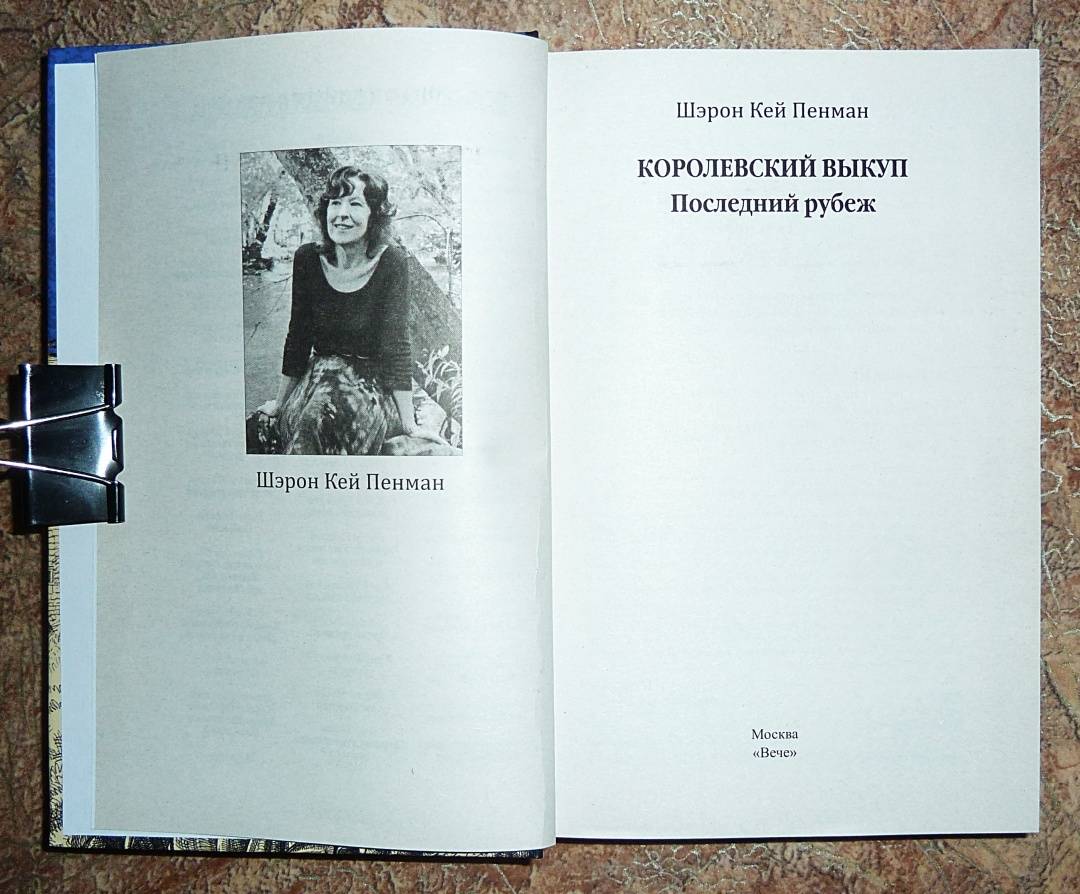 Шэрон Кей Пенман
Шэрон Кей Пенман
КОРОЛЕВСКИЙ ВЫКУП
Последний рубеж
Москва
«Вече»